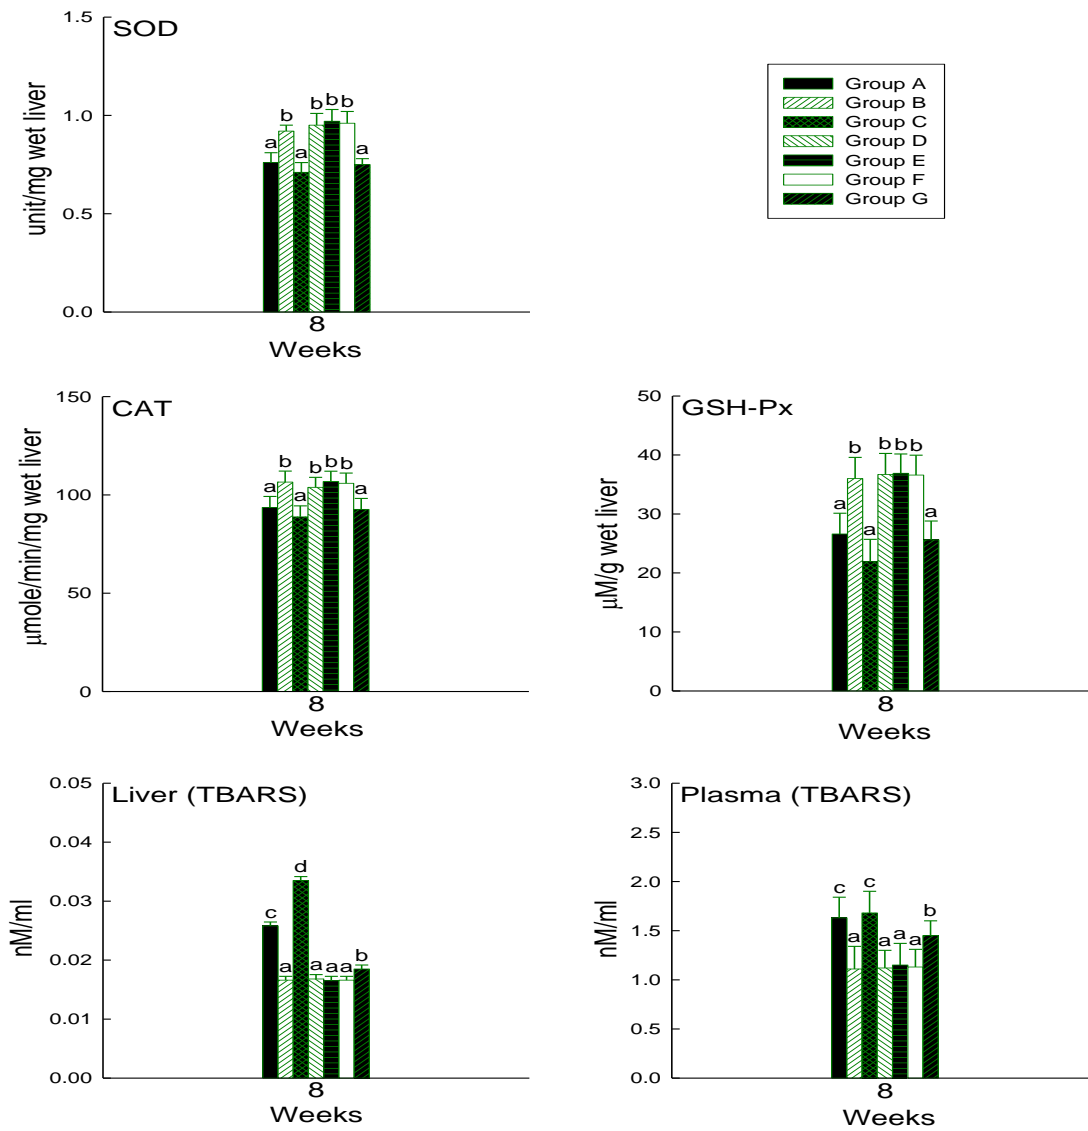 SOD
unit/mg wet liver
1.5
1.0
0.5
0.0
a b a b b b a
8
Weeks
Group A
Group B
Group C
Group D
Group E
Group F
Group G
CAT
μmole/min/mg wet liver
150
100
50
0
a b a b b b a
8
Weeks
GSH-Px
μM/g wet liver
50
40
30
20
10
0
a b a b b b a
8
Weeks
Liver (TBARS)
nM/ml
0.05
0.04
0.03
0.02
0.01
0.00
c a d a a a b
8
Weeks
Plasma (TBARS)
nM/ml
3.0
2.5
2.0
1.5
1.0
0.5
0.0
c a c a a a b
8
Weeks